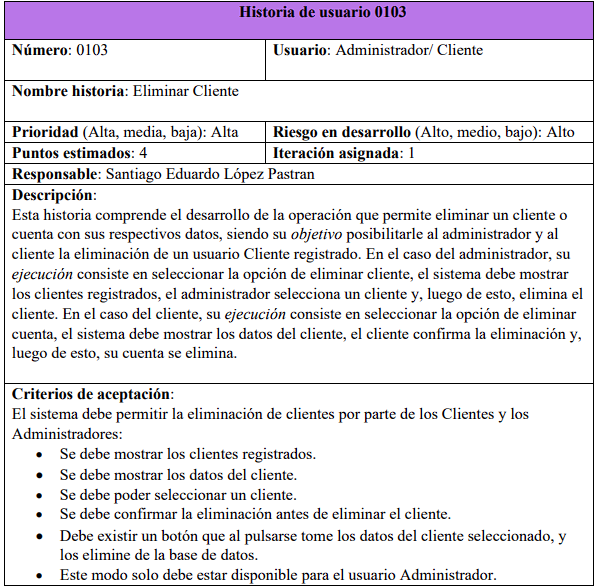 Historia de usuario 0103
Número: 0103
Usuario: Administrador/ Cliente
Nombre historia: Eliminar Cliente
Prioridad (Alta, media, baja): Alta
Riesgo en desarrollo (Alto, medio, bajo): Alto
Puntos estimados: 4
Iteración asignada: 1
Responsable: Santiago Eduardo López Pastran
Descripción:
Esta historia comprende el desarrollo de la operación que permite eliminar un cliente o
cuenta con sus respectivos datos, siendo su objetivo posibilitarle al administrador y al
cliente la eliminación de un usuario Cliente registrado. En el caso del administrador, su
ejecución consiste en seleccionar la opción de eliminar cliente, el sistema debe mostrar
los clientes registrados, el administrador selecciona un cliente y, luego de esto, elimina el
cliente. En el caso del cliente, su ejecución consiste en seleccionar la opción de eliminar
cuenta, el sistema debe mostrar los datos del cliente, el cliente confirma la eliminación y,
luego de esto, su cuenta se elimina.
Criterios de aceptación:
El sistema debe permitir la eliminación de clientes por parte de los Clientes y los
Administradores:
• Se debe mostrar los clientes registrados.
• Se debe mostrar los datos del cliente.
• Se debe poder seleccionar un cliente.
• Se debe confirmar la eliminación antes de eliminar el cliente.
• Debe existir un botón que al pulsarse tome los datos del cliente seleccionado, y
los elimine de la base de datos.
• Este modo solo debe estar disponible para el usuario Administrador.